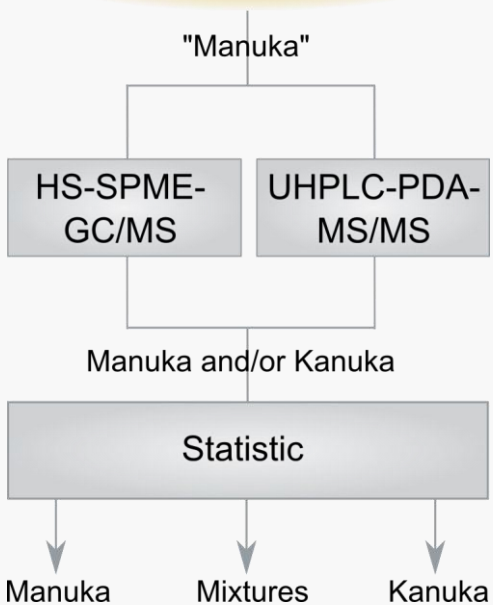 "Manuka"
HS-SPME-
GC/MS
UHPLC-PDA-
MS/MS
Manuka and/or Kanuka
Statistic
Manuka
Mixtures
Kanuka